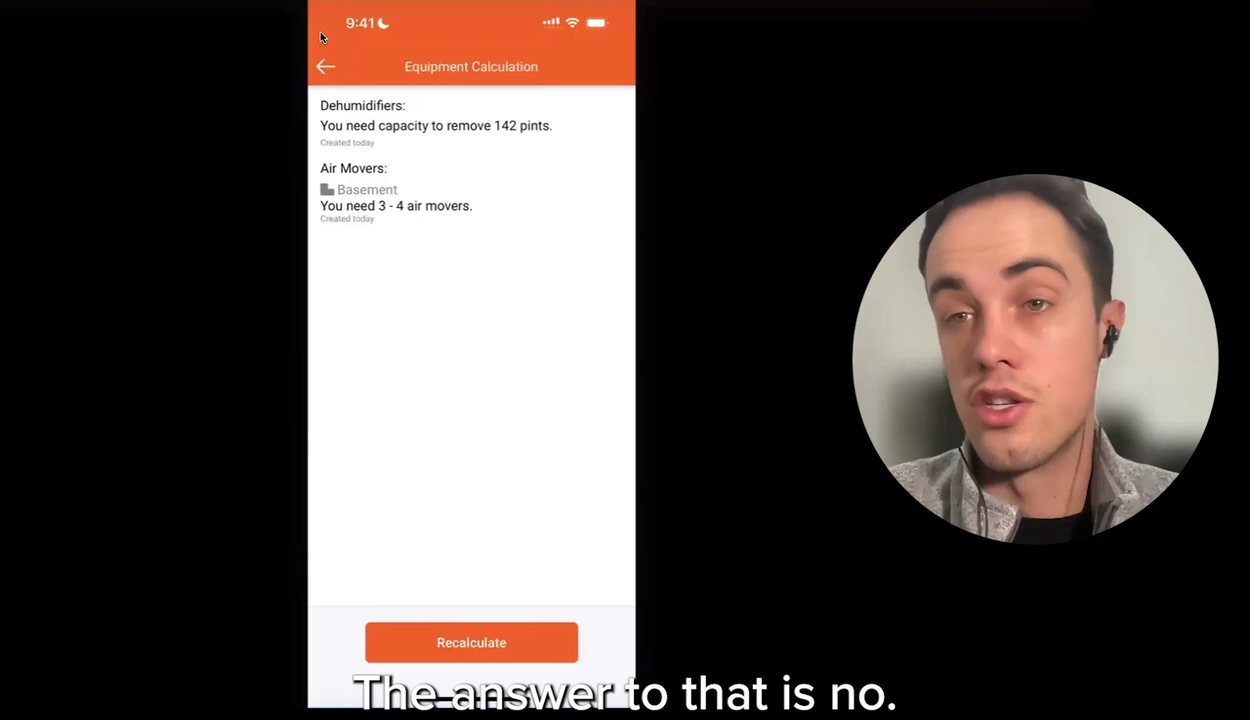 9:41
Equipment Calculation
Dehumidifiers:
You need capacity to remove 142 pints.
Created today
Air Movers:
Basement
You need 3 - 4 air movers.
Created today
Recalculate
The answer to that is no.